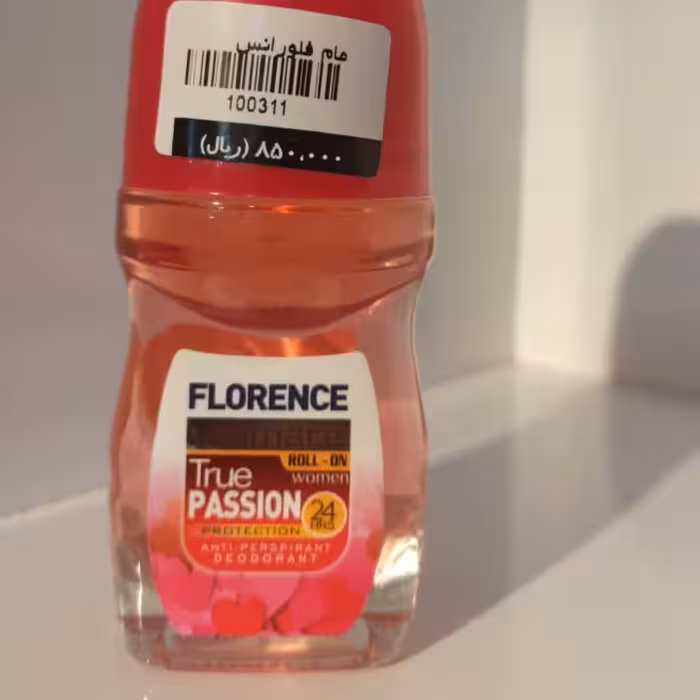 مام فلورانس
100311
۸۵۰,۰۰۰ (ریال)
FLORENCE
ROLL-ON
True
women
PASSION
24
HRS
PROTECTION
ANTI-PERSPIRANT
DEODORANT